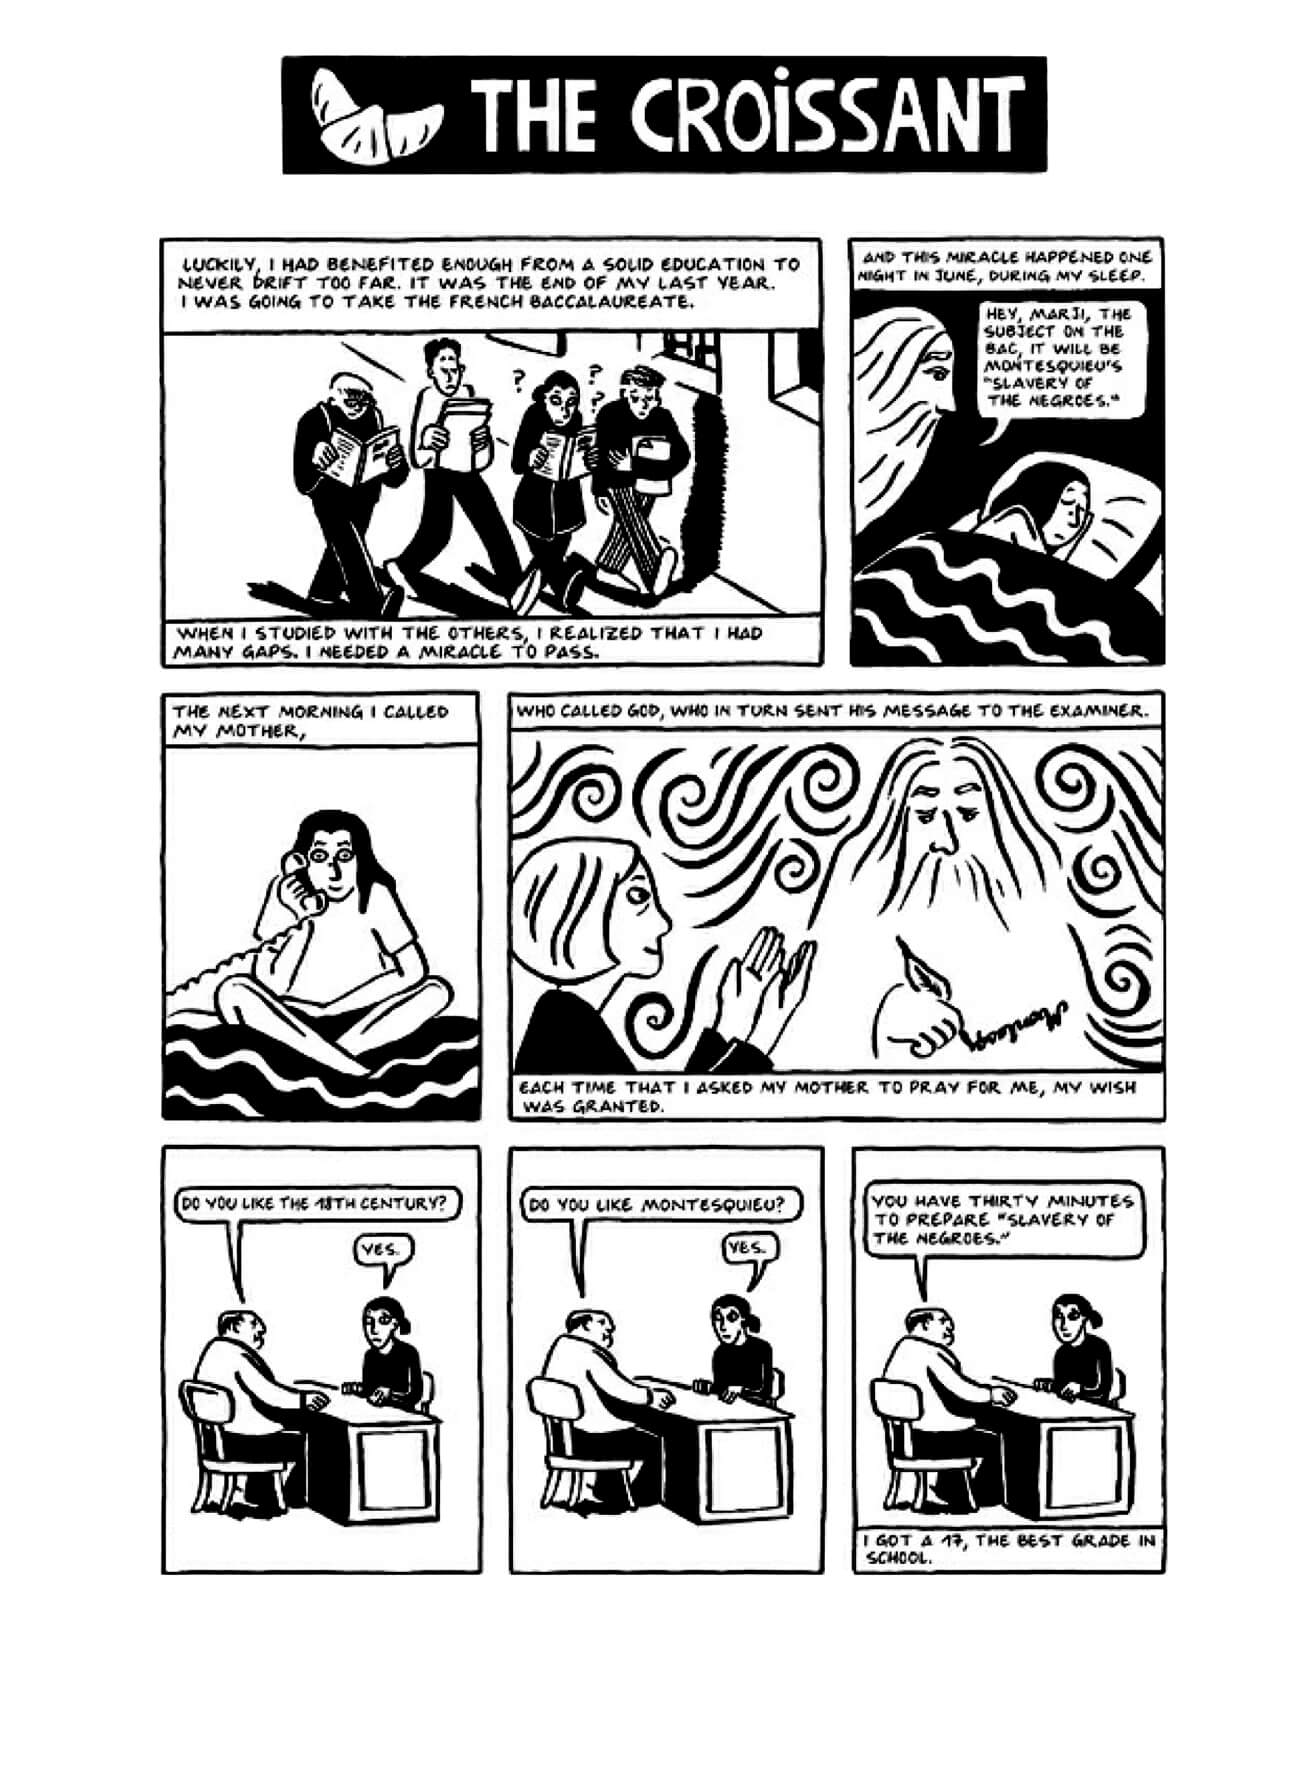 THE CROiSSANT
LUCKILY, I HAD BENEFITED ENOUGH FROM A SOLID EDUCATION TO
NEVER DRIFT TOO FAR. IT WAS THE END OF MY LAST YEAR.
I WAS GOING TO TAKE THE FRENCH BACCALAUREATE.
?
?
?
WHEN I STUDIED WITH THE OTHERS, I REALIZED THAT I HAD
MANY GAPS. I NEEDED A MIRACLE TO PASS.
AND THIS MIRACLE HAPPENED ONE
NIGHT IN JUNE, DURING MY SLEEP.
HEY, MARJI, THE
SUBJECT ON THE
BAC, IT WILL BE
MONTESQUIEU'S
"SLAVERY OF
THE NEGROES."
THE NEXT MORNING I CALLED
MY MOTHER,
WHO CALLED GOD, WHO IN TURN SENT HIS MESSAGE TO THE EXAMINER.
EACH TIME THAT I ASKED MY MOTHER TO PRAY FOR ME, MY WISH
WAS GRANTED.
DO YOU LIKE THE 18TH CENTURY?
YES.
DO YOU LIKE MONTESQUIEU?
YES.
YOU HAVE THIRTY MINUTES
TO PREPARE "SLAVERY OF
THE NEGROES."
I GOT A 17, THE BEST GRADE IN
SCHOOL.